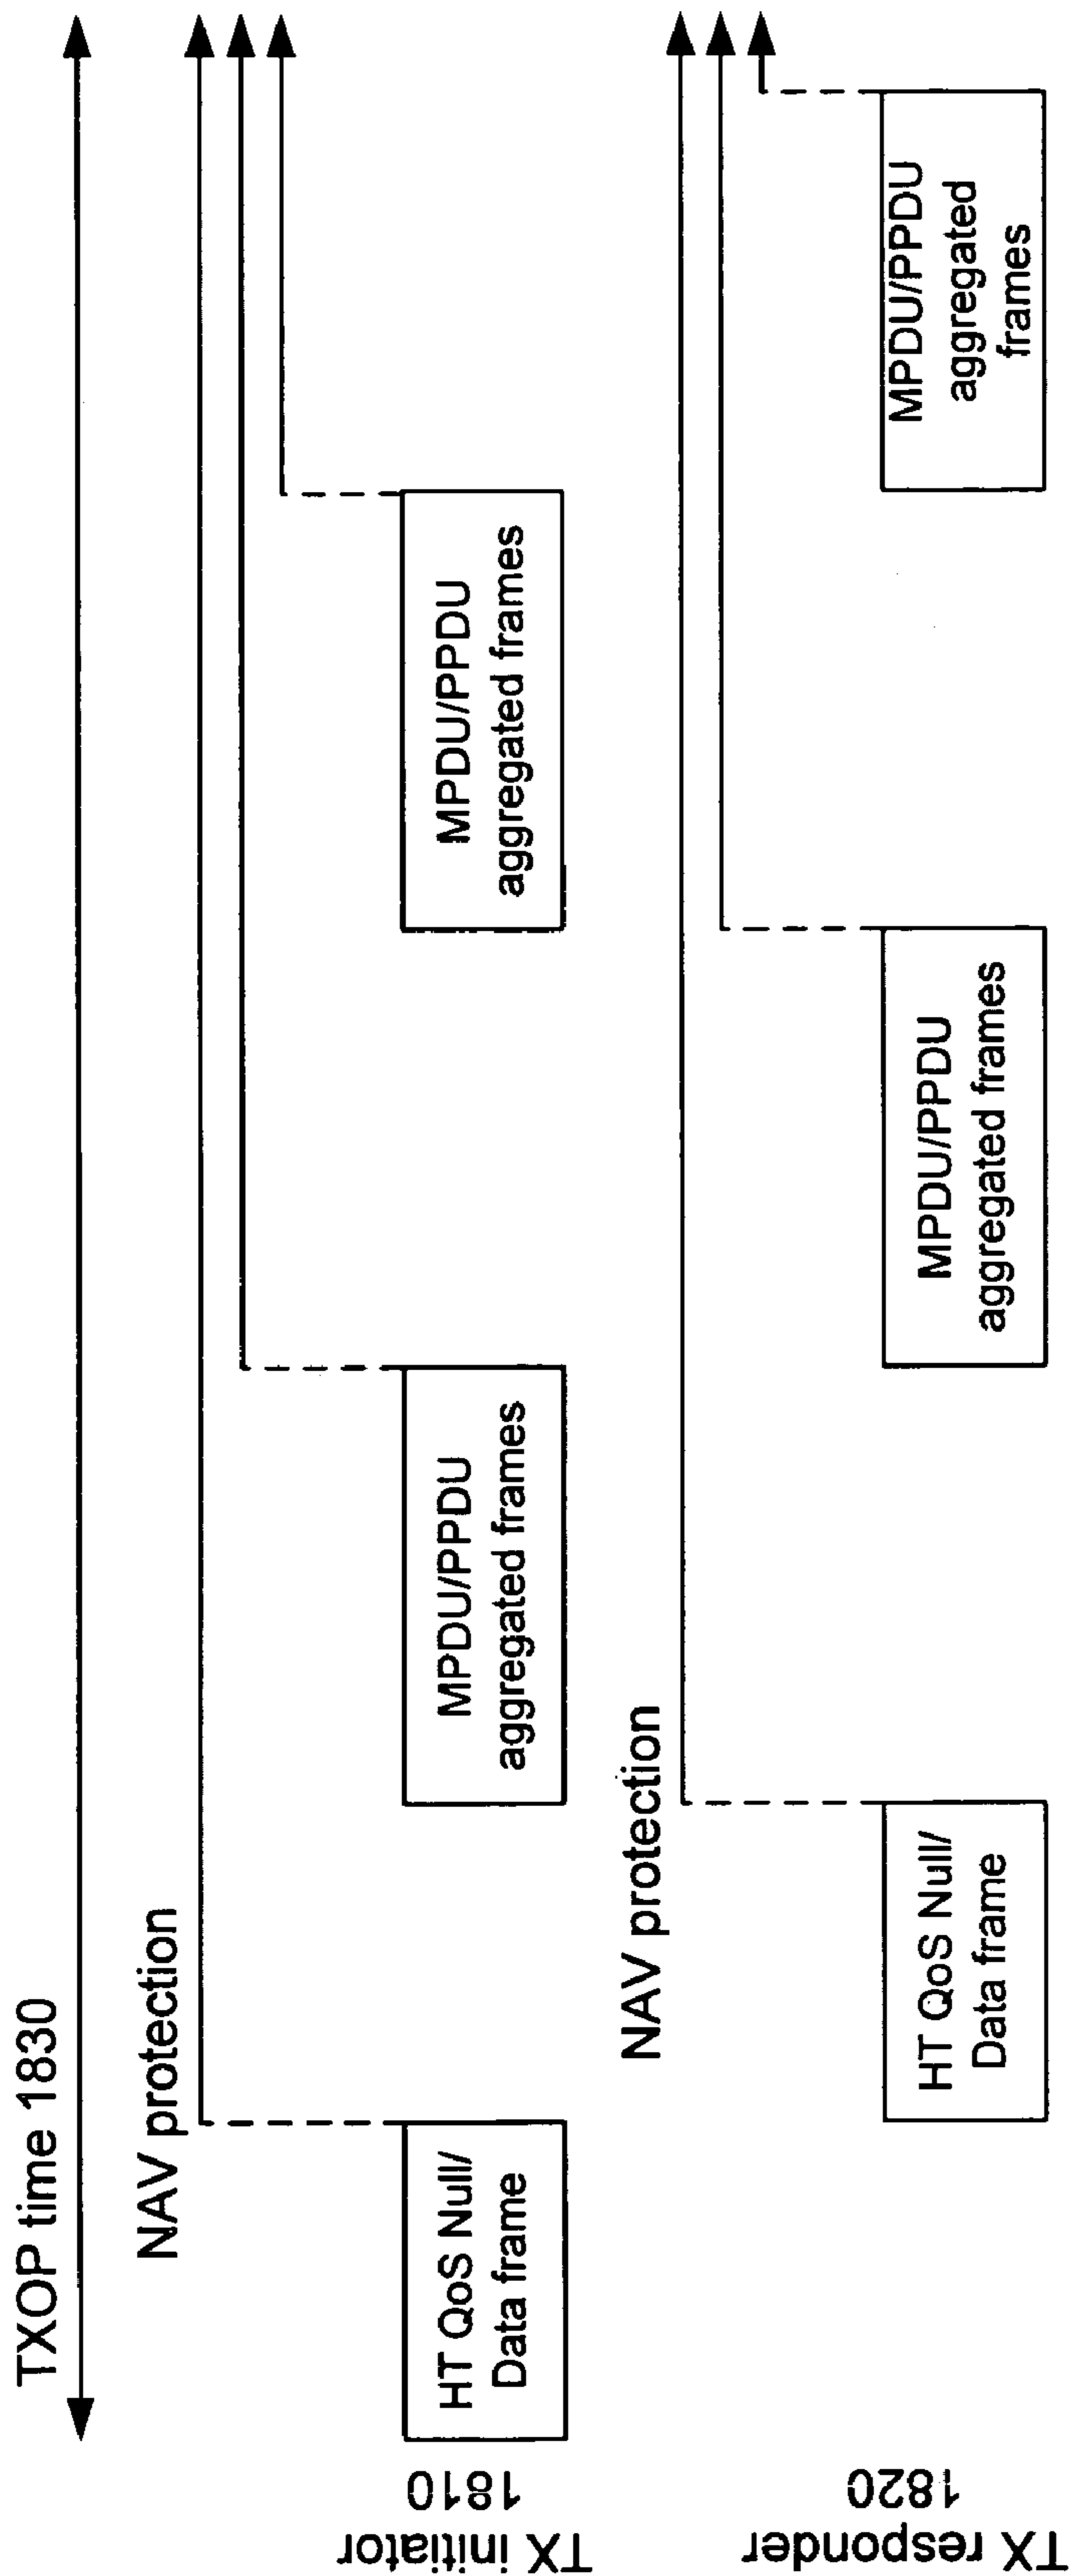 TXOP time 1830
NAV protection
TX initiator
1810
HT QoS Null/
Data frame
MPDU/PPDU
aggregated frames
MPDU/PPDU
aggregated frames
NAV protection
TX responder
1820
HT QoS Null/
Data frame
MPDU/PPDU
aggregated frames
MPDU/PPDU
aggregated
frames